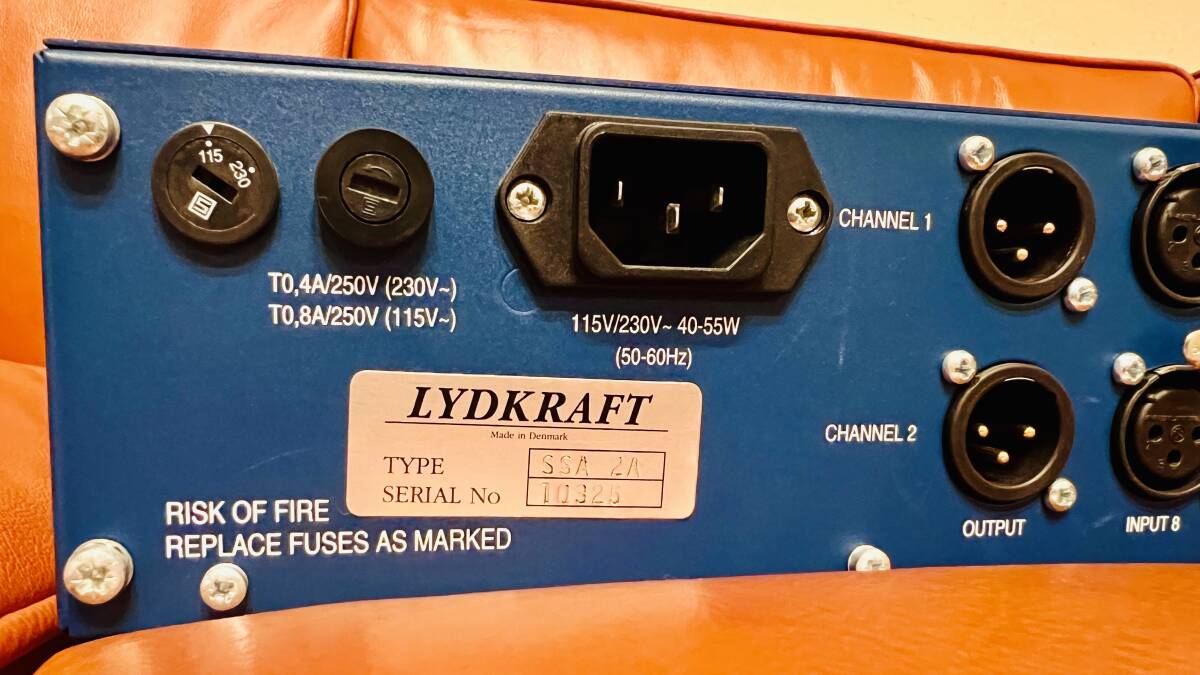 115 230
T0,4A/250V (230V~)
T0,8A/250V (115V~)
115V/230V~ 40-55W
(50-60Hz)
CHANNEL 1
LYDKRAFT
Made in Denmark
TYPE SSA 2A
SERIAL No 10325
CHANNEL 2
RISK OF FIRE
REPLACE FUSES AS MARKED
OUTPUT
INPUT 8